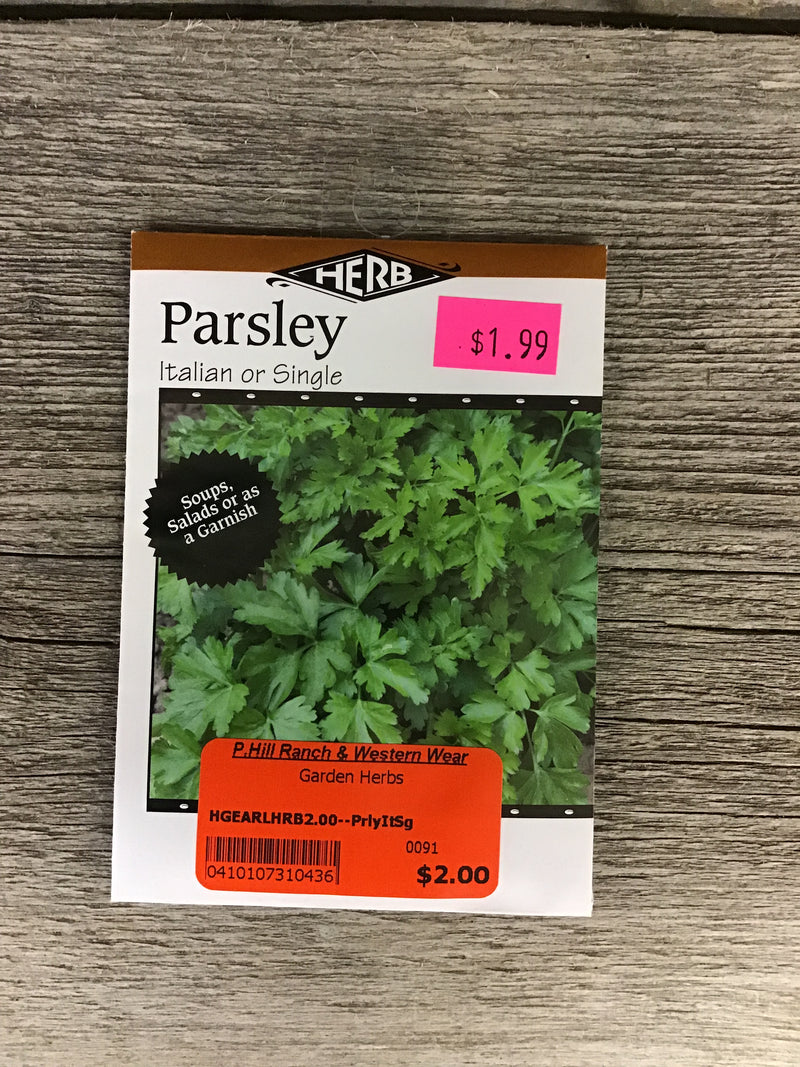 HERB
Parsley
$1.99
Italian or Single
Soups,
Salads or as
a Garnish
P.Hill Ranch & Western Wear
Garden Herbs
HGEARLHRB2.00--PrlyItSg
0091
0410107310436
$2.00